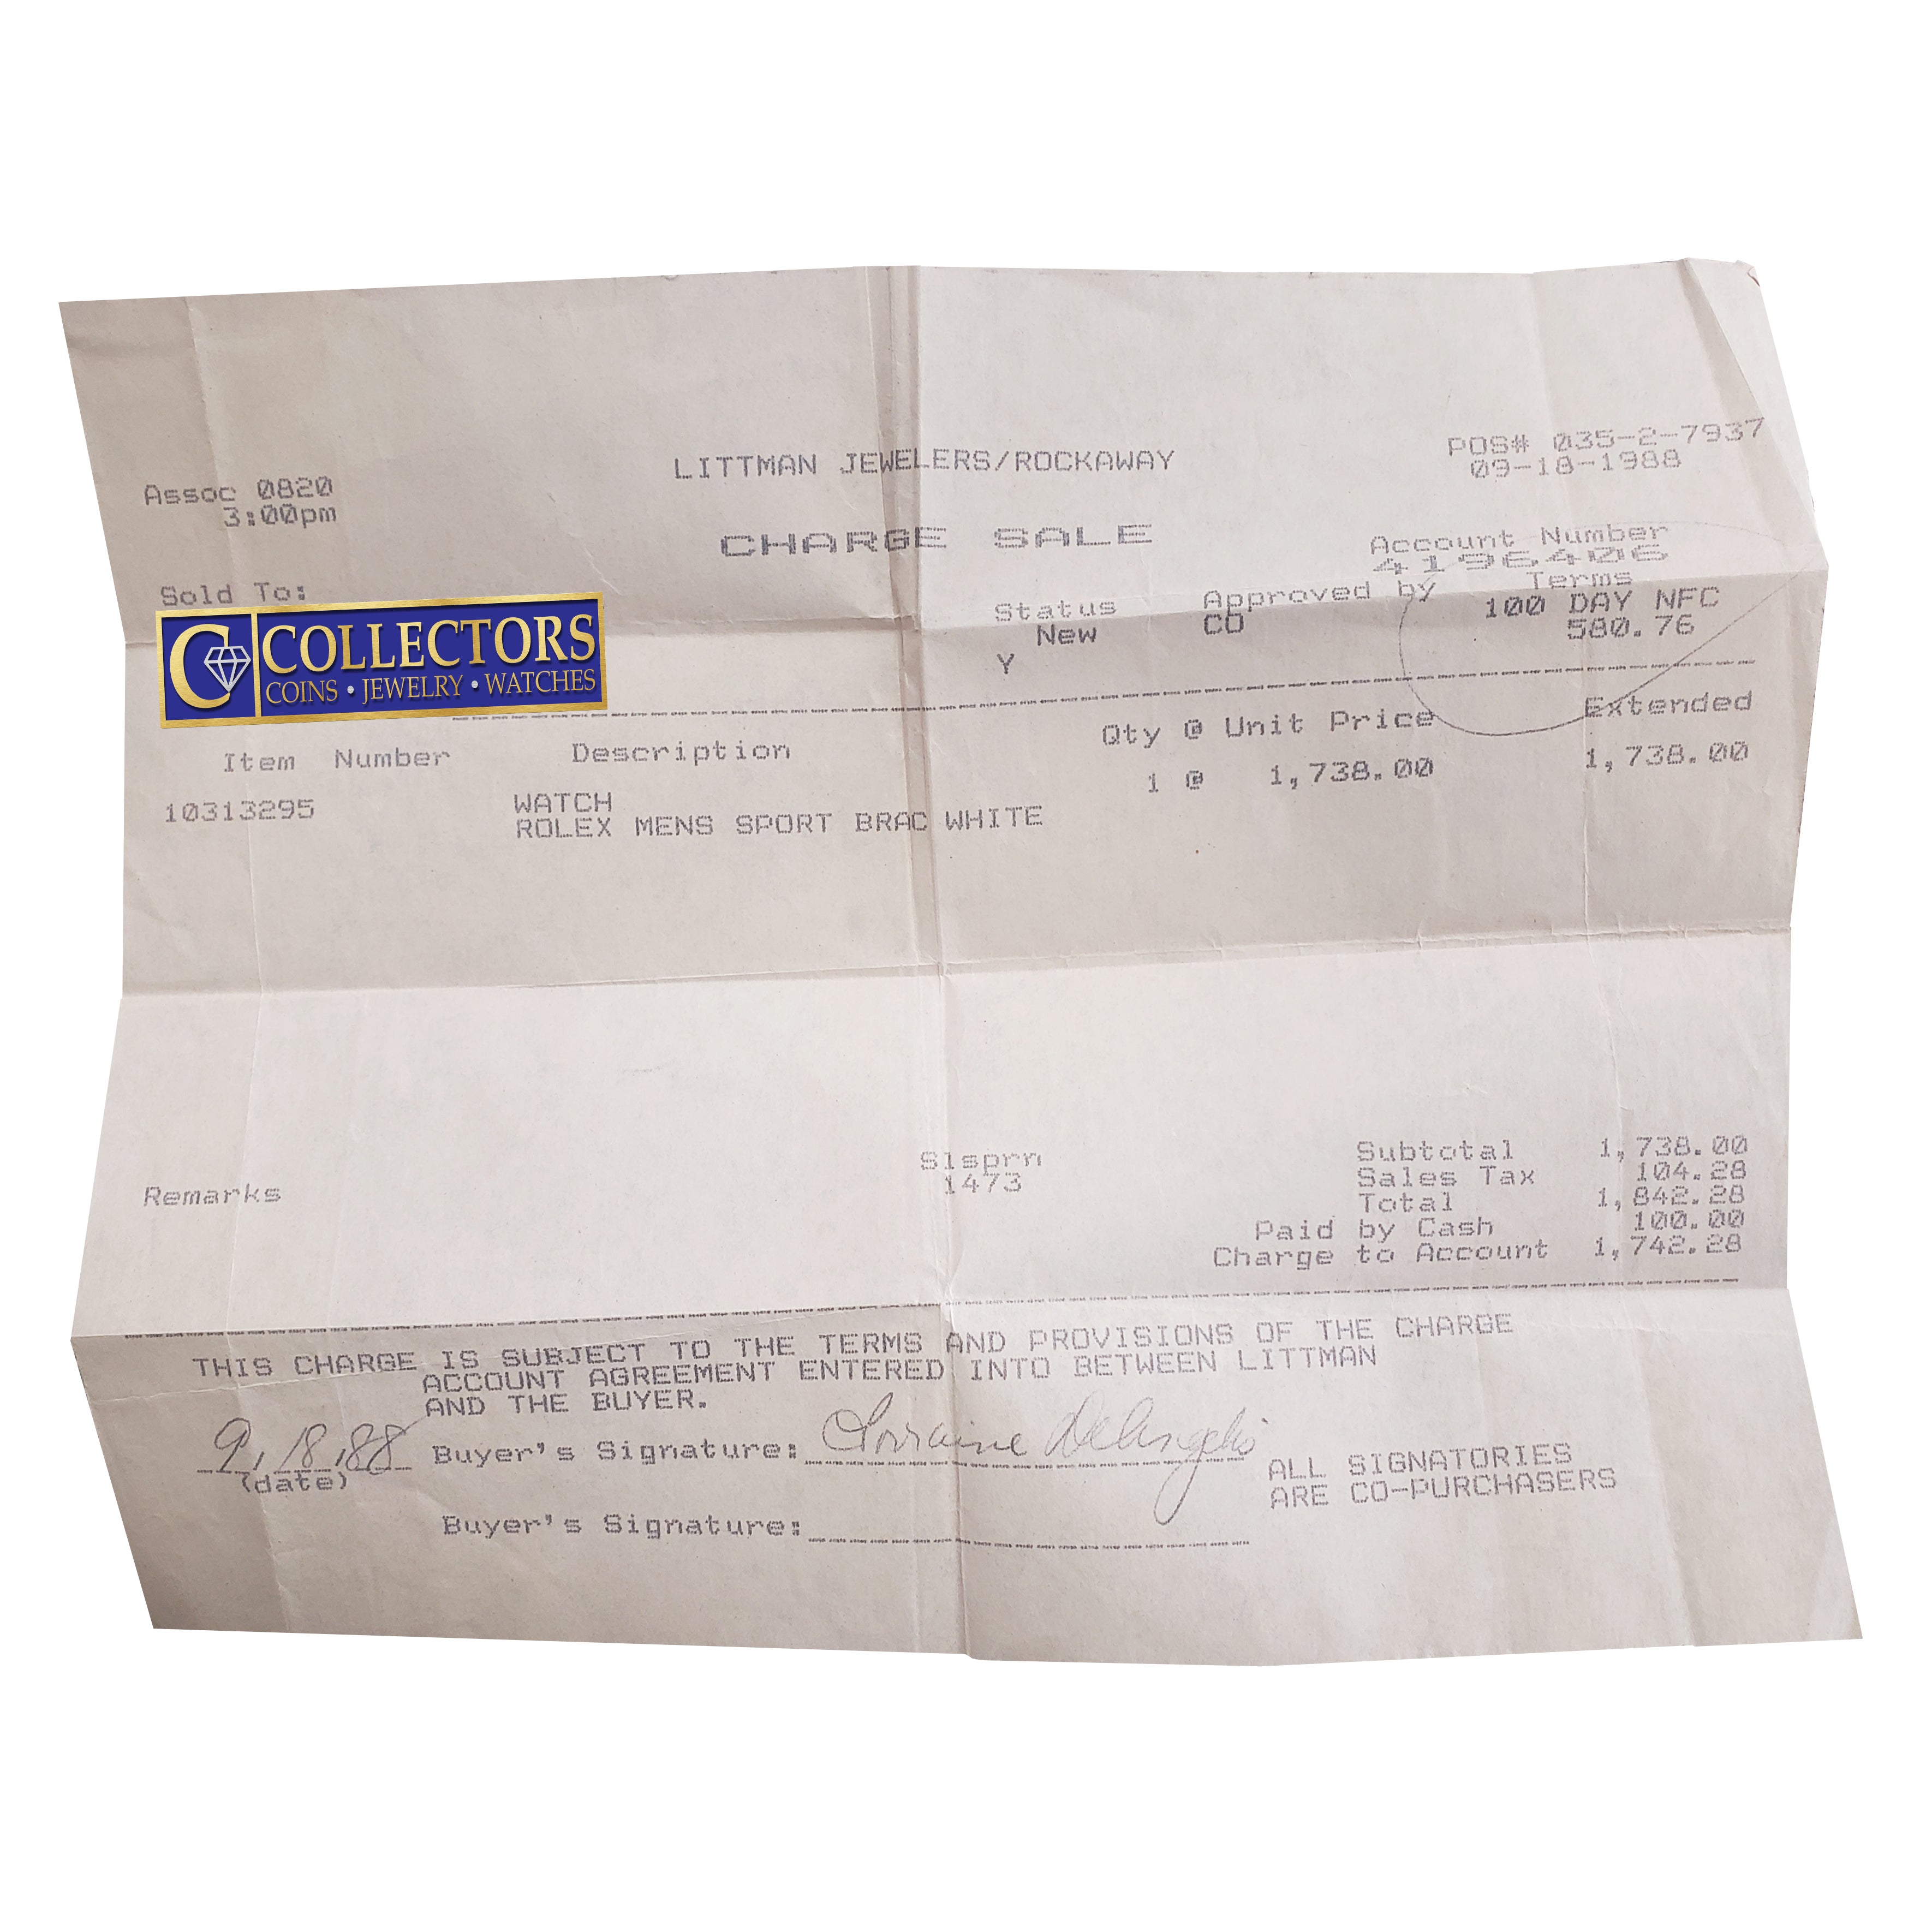 LITTMAN JEWELERS/ROCKAWAY
POS# 035-2-7937
09-18-1988
Assoc 0820
3:00pm
CHARGE SALE
Account Number
4196406
Sold To:
COLLECTORS
COINS • JEWELRY • WATCHES
Status Approved by Terms
New CO 100 DAY NFC
580.76
Y
Item Number Description Qty @ Unit Price Extended
10313295 WATCH 1 @ 1,738.00 1,738.00
ROLEX MENS SPORT BRAC WHITE
Remarks
Slsprn
1473
Subtotal 1,738.00
Sales Tax 104.28
Total 1,842.28
Paid by Cash 100.00
Charge to Account 1,742.28
THIS CHARGE IS SUBJECT TO THE TERMS AND PROVISIONS OF THE CHARGE
ACCOUNT AGREEMENT ENTERED INTO BETWEEN LITTMAN
AND THE BUYER.
9, 18, 88 Buyer's Signature: Lorraine DeAngelis
(date)
ALL SIGNATORIES
ARE CO-PURCHASERS
Buyer's Signature: